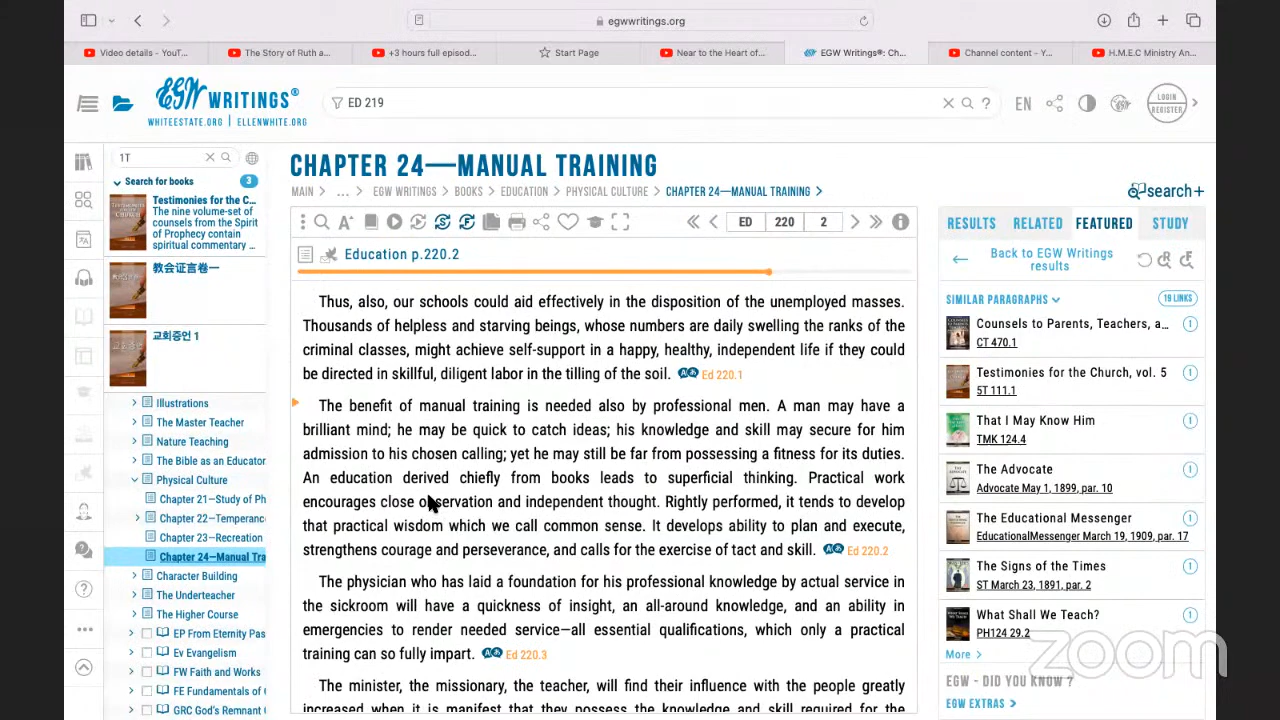 egwwritings.org
Video details - YouT...
The Story of Ruth a...
+3 hours full episod...
Start Page
Near to the Heart of...
EGW Writings®: Ch...
Channel content - Y...
H.M.E.C Ministry An...
EGW WRITINGS®
WHITEESTATE.ORG | ELLENWHITE.ORG
ED 219
?
EN
LOGIN
REGISTER
1T
Search for books
3
Testimonies for the C...
The nine volume-set of
counsels from the Spirit
of Prophecy contain
spiritual commentary ...
教会证言卷一
교회증언 1
Illustrations
The Master Teacher
Nature Teaching
The Bible as an Educator
Physical Culture
Chapter 21—Study of Ph
Chapter 22—Temperanc
Chapter 23—Recreation
Chapter 24—Manual Tra
Character Building
The Underteacher
The Higher Course
EP From Eternity Pas
Ev Evangelism
FW Faith and Works
FE Fundamentals of
GRC God's Remnant
CHAPTER 24—MANUAL TRAINING
MAIN > ... > EGW WRITINGS > BOOKS > EDUCATION > PHYSICAL CULTURE > CHAPTER 24—MANUAL TRAINING >
ED 220 2
Education p.220.2
Thus, also, our schools could aid effectively in the disposition of the unemployed masses.
Thousands of helpless and starving beings, whose numbers are daily swelling the ranks of the
criminal classes, might achieve self-support in a happy, healthy, independent life if they could
be directed in skillful, diligent labor in the tilling of the soil. Ed 220.1
The benefit of manual training is needed also by professional men. A man may have a
brilliant mind; he may be quick to catch ideas; his knowledge and skill may secure for him
admission to his chosen calling; yet he may still be far from possessing a fitness for its duties.
An education derived chiefly from books leads to superficial thinking. Practical work
encourages close observation and independent thought. Rightly performed, it tends to develop
that practical wisdom which we call common sense. It develops ability to plan and execute,
strengthens courage and perseverance, and calls for the exercise of tact and skill. Ed 220.2
The physician who has laid a foundation for his professional knowledge by actual service in
the sickroom will have a quickness of insight, an all-around knowledge, and an ability in
emergencies to render needed service—all essential qualifications, which only a practical
training can so fully impart. Ed 220.3
The minister, the missionary, the teacher, will find their influence with the people greatly
increased when it is manifest that they possess the knowledge and skill required for the
search+
RESULTS RELATED FEATURED STUDY
Back to EGW Writings
results
SIMILAR PARAGRAPHS
19 LINKS
Counsels to Parents, Teachers, a...
1
CT 470.1
Testimonies for the Church, vol. 5
1
5T 111.1
That I May Know Him
1
TMK 124.4
The Advocate
1
Advocate May 1, 1899, par. 10
The Educational Messenger
1
EducationalMessenger March 19, 1909, par. 17
The Signs of the Times
1
ST March 23, 1891, par. 2
What Shall We Teach?
1
PH124 29.2
More >
EGW - DID YOU KNOW ?
EGW EXTRAS >
zoom